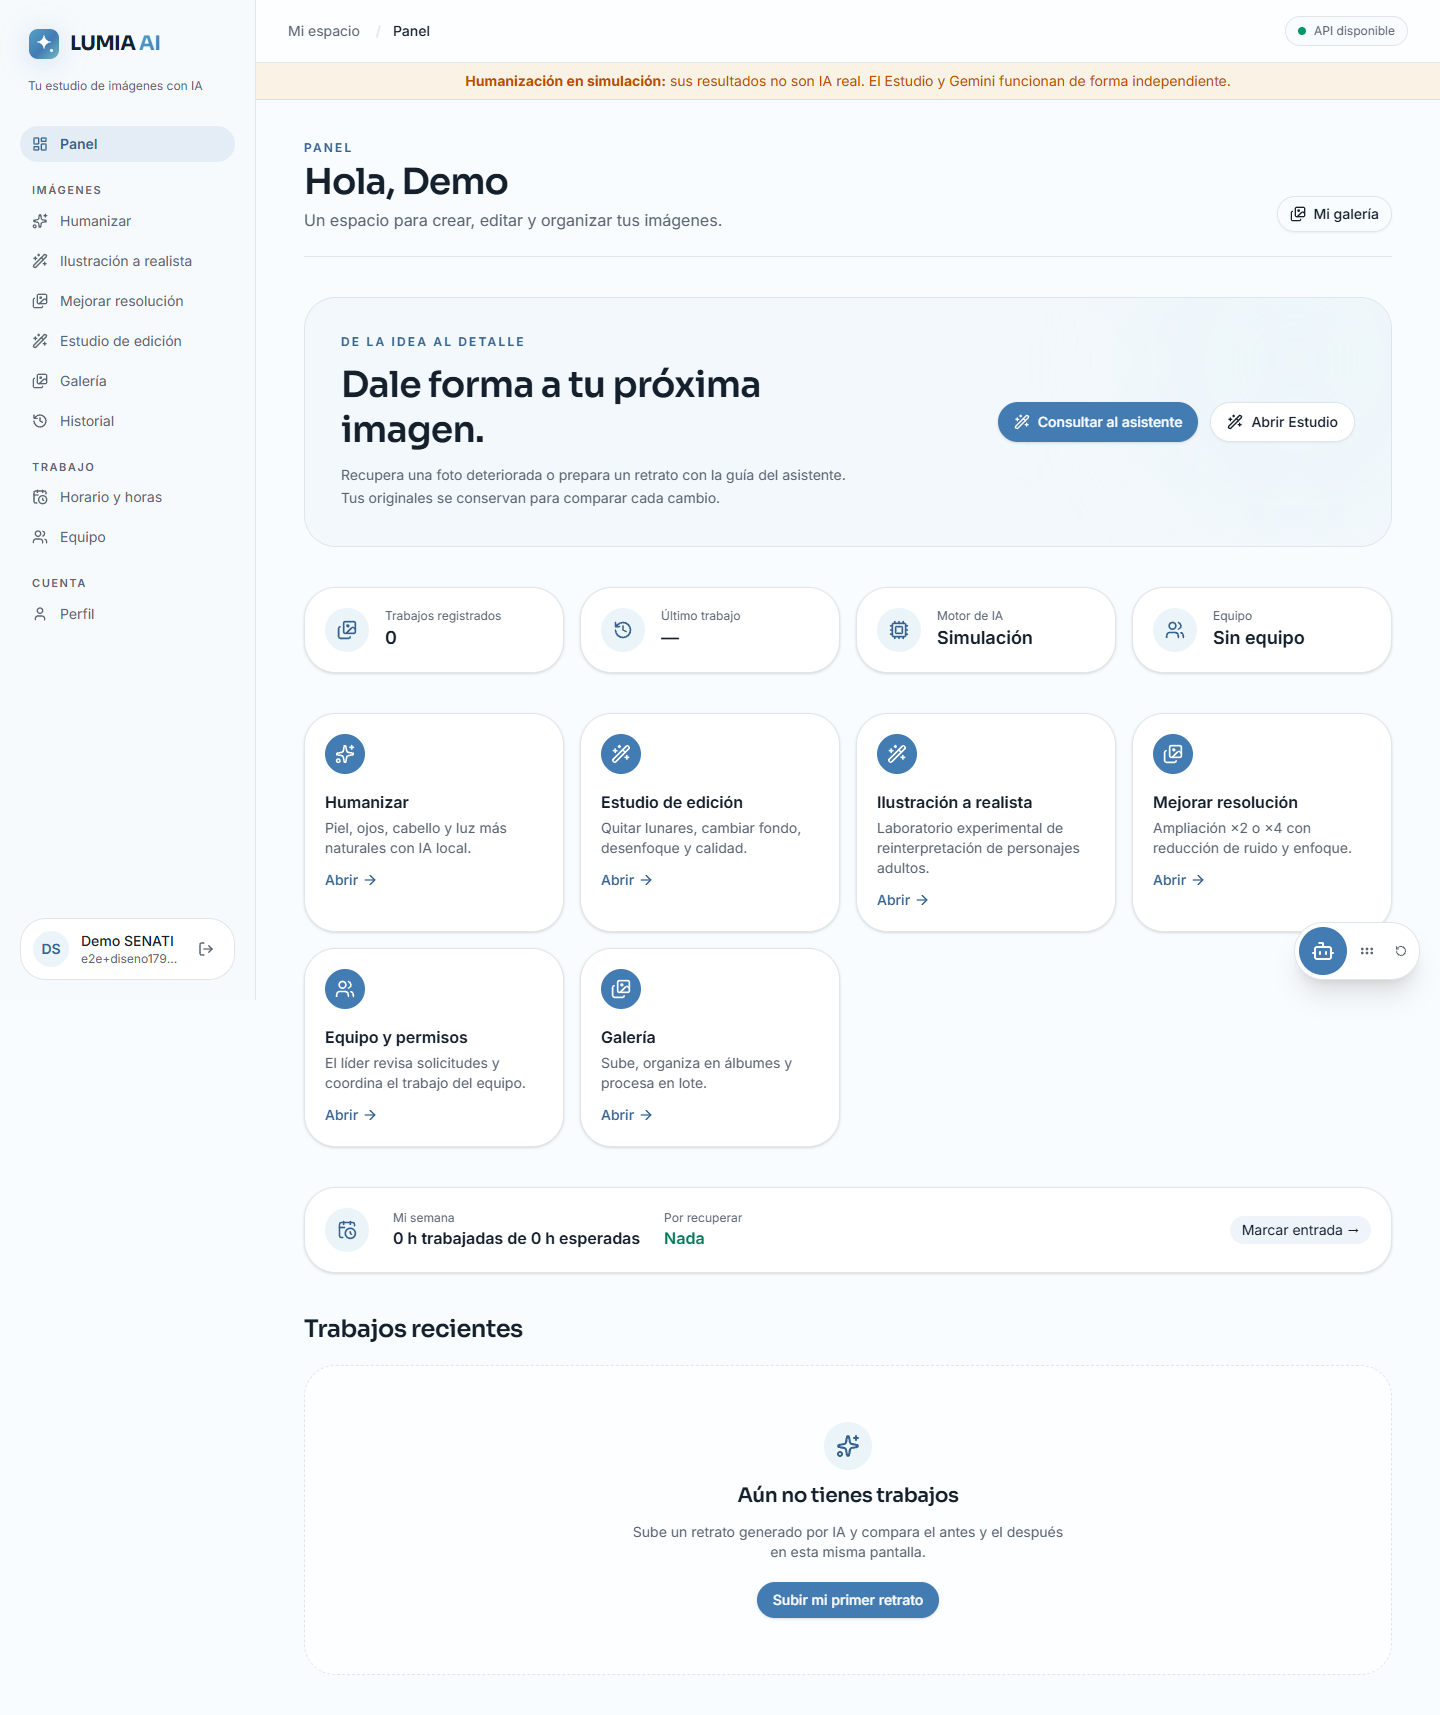 LUMIA AI
Tu estudio de imágenes con IA
Panel
IMÁGENES
Humanizar
Ilustración a realista
Mejorar resolución
Estudio de edición
Galería
Historial
TRABAJO
Horario y horas
Equipo
CUENTA
Perfil
DS
Demo SENATI
e2e+diseno179...
Mi espacio / Panel
API disponible
Humanización en simulación: sus resultados no son IA real. El Estudio y Gemini funcionan de forma independiente.
PANEL
Hola, Demo
Un espacio para crear, editar y organizar tus imágenes.
Mi galería
DE LA IDEA AL DETALLE
Dale forma a tu próxima
imagen.
Recupera una foto deteriorada o prepara un retrato con la guía del asistente.
Tus originales se conservan para comparar cada cambio.
Consultar al asistente
Abrir Estudio
Trabajos registrados
0
Último trabajo
—
Motor de IA
Simulación
Equipo
Sin equipo
Humanizar
Piel, ojos, cabello y luz más
naturales con IA local.
Abrir →
Estudio de edición
Quitar lunares, cambiar fondo,
desenfoque y calidad.
Abrir →
Ilustración a realista
Laboratorio experimental de
reinterpretación de personajes
adultos.
Abrir →
Mejorar resolución
Ampliación ×2 o ×4 con
reducción de ruido y enfoque.
Abrir →
Equipo y permisos
El líder revisa solicitudes y
coordina el trabajo del equipo.
Abrir →
Galería
Sube, organiza en álbumes y
procesa en lote.
Abrir →
Mi semana
0 h trabajadas de 0 h esperadas
Por recuperar
Nada
Marcar entrada →
Trabajos recientes
Aún no tienes trabajos
Sube un retrato generado por IA y compara el antes y el después
en esta misma pantalla.
Subir mi primer retrato